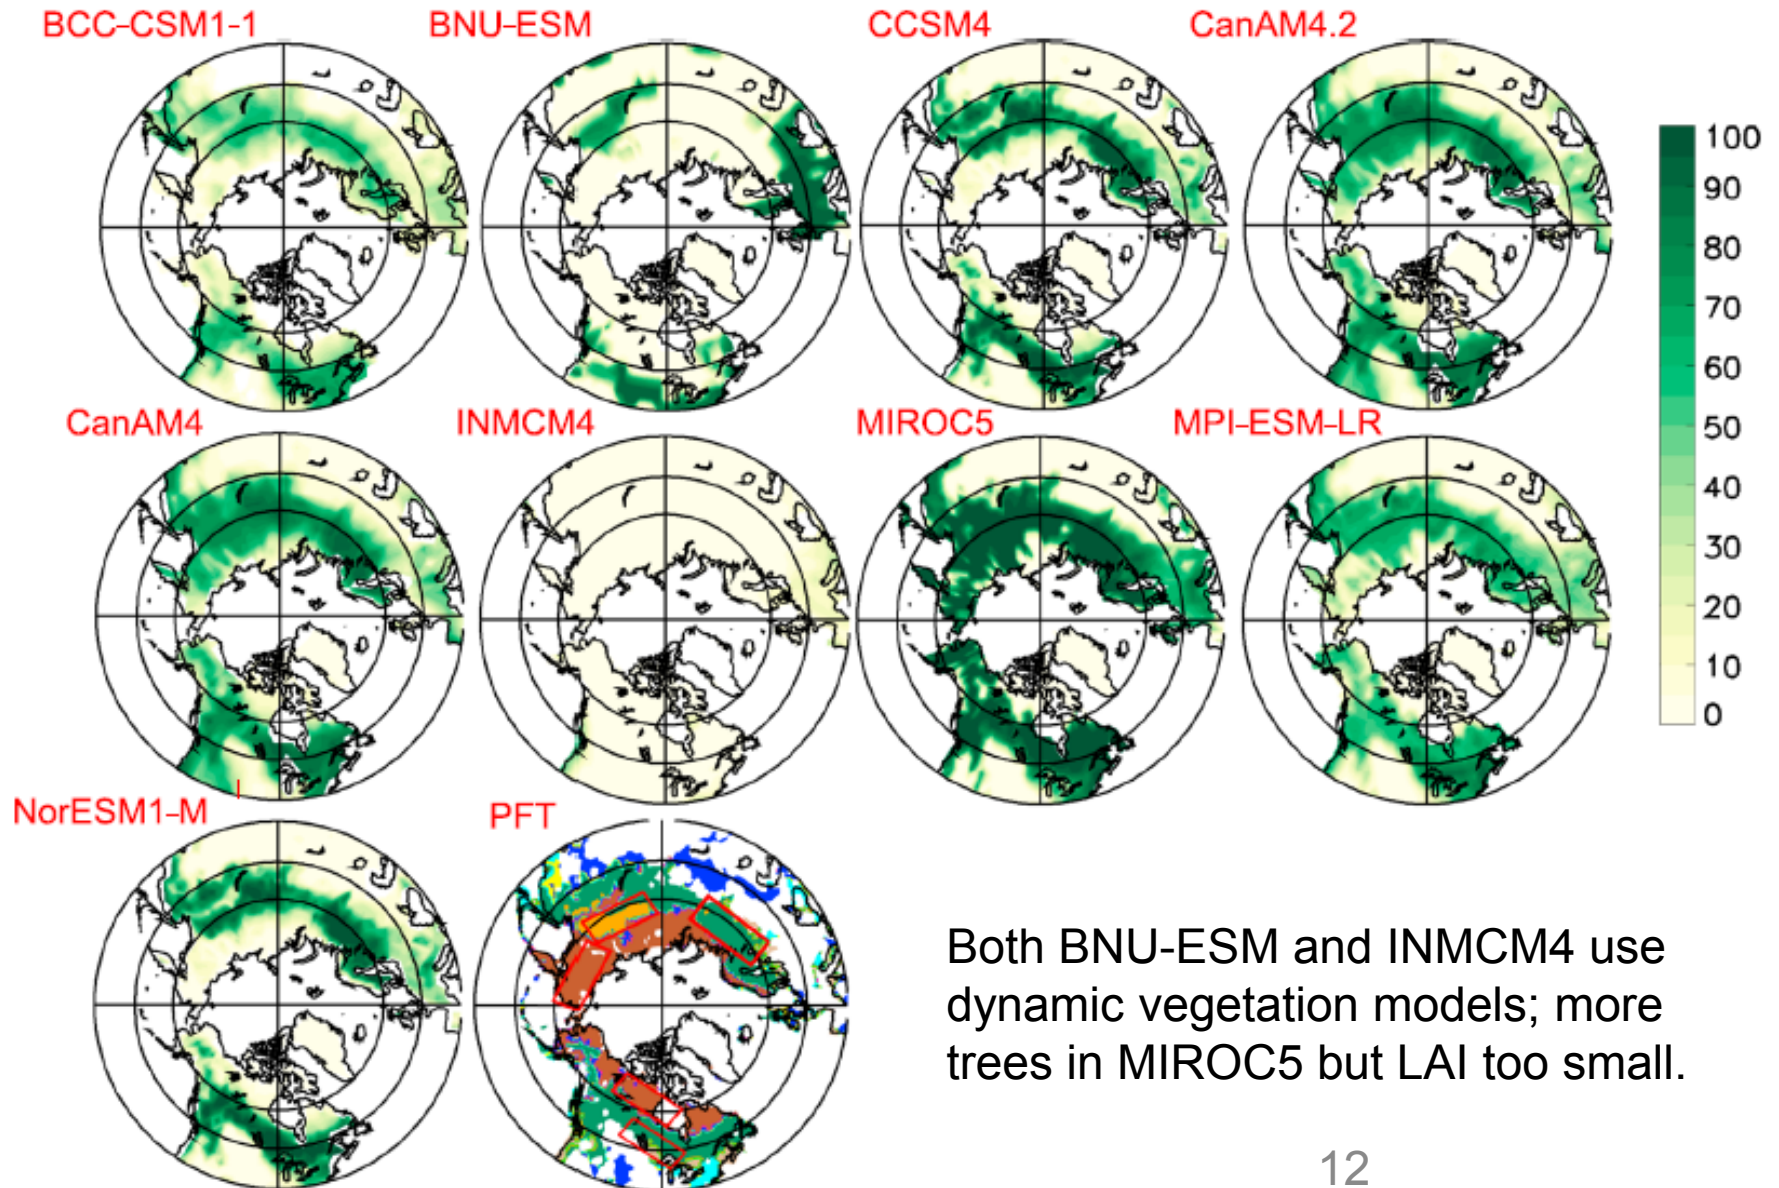 BCC-CSM1-1 BNU-ESM CCSM4 CanAM4.2
100
90
80
70
60
50
40
30
20
10
0
CanAM4 INMCM4 MIROC5 MPI-ESM-LR
NorESM1-M PFT
Both BNU-ESM and INMCM4 use
dynamic vegetation models; more
trees in MIROC5 but LAI too small.
12